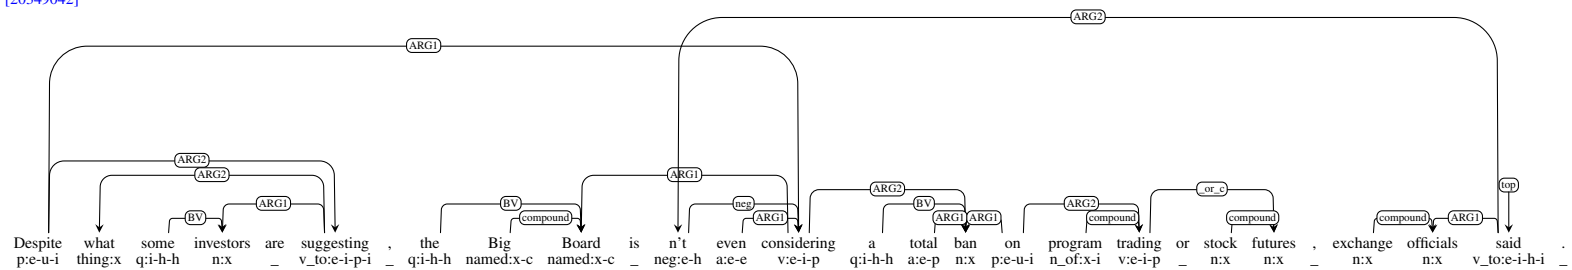 [20549042]
ARG2
ARG1
ARG2
ARG2 ARG1 top
ARG2 _or_c
ARG1 BV neg BV ARG2
BV compound ARG1 ARG1 ARG1 compound compound compound ARG1
Despite what some investors are suggesting , the Big Board is n't even considering a total ban on program trading or stock futures , exchange officials said .
p:e-u-i thing:x q:i-h-h n:x _ v_to:e-i-p-i _ q:i-h-h named:x-c named:x-c _ neg:e-h a:e-e v:e-i-p q:i-h-h a:e-p n:x p:e-u-i n_of:x-i v:e-i-p _ n:x n:x _ n:x n:x v_to:e-i-h-i _